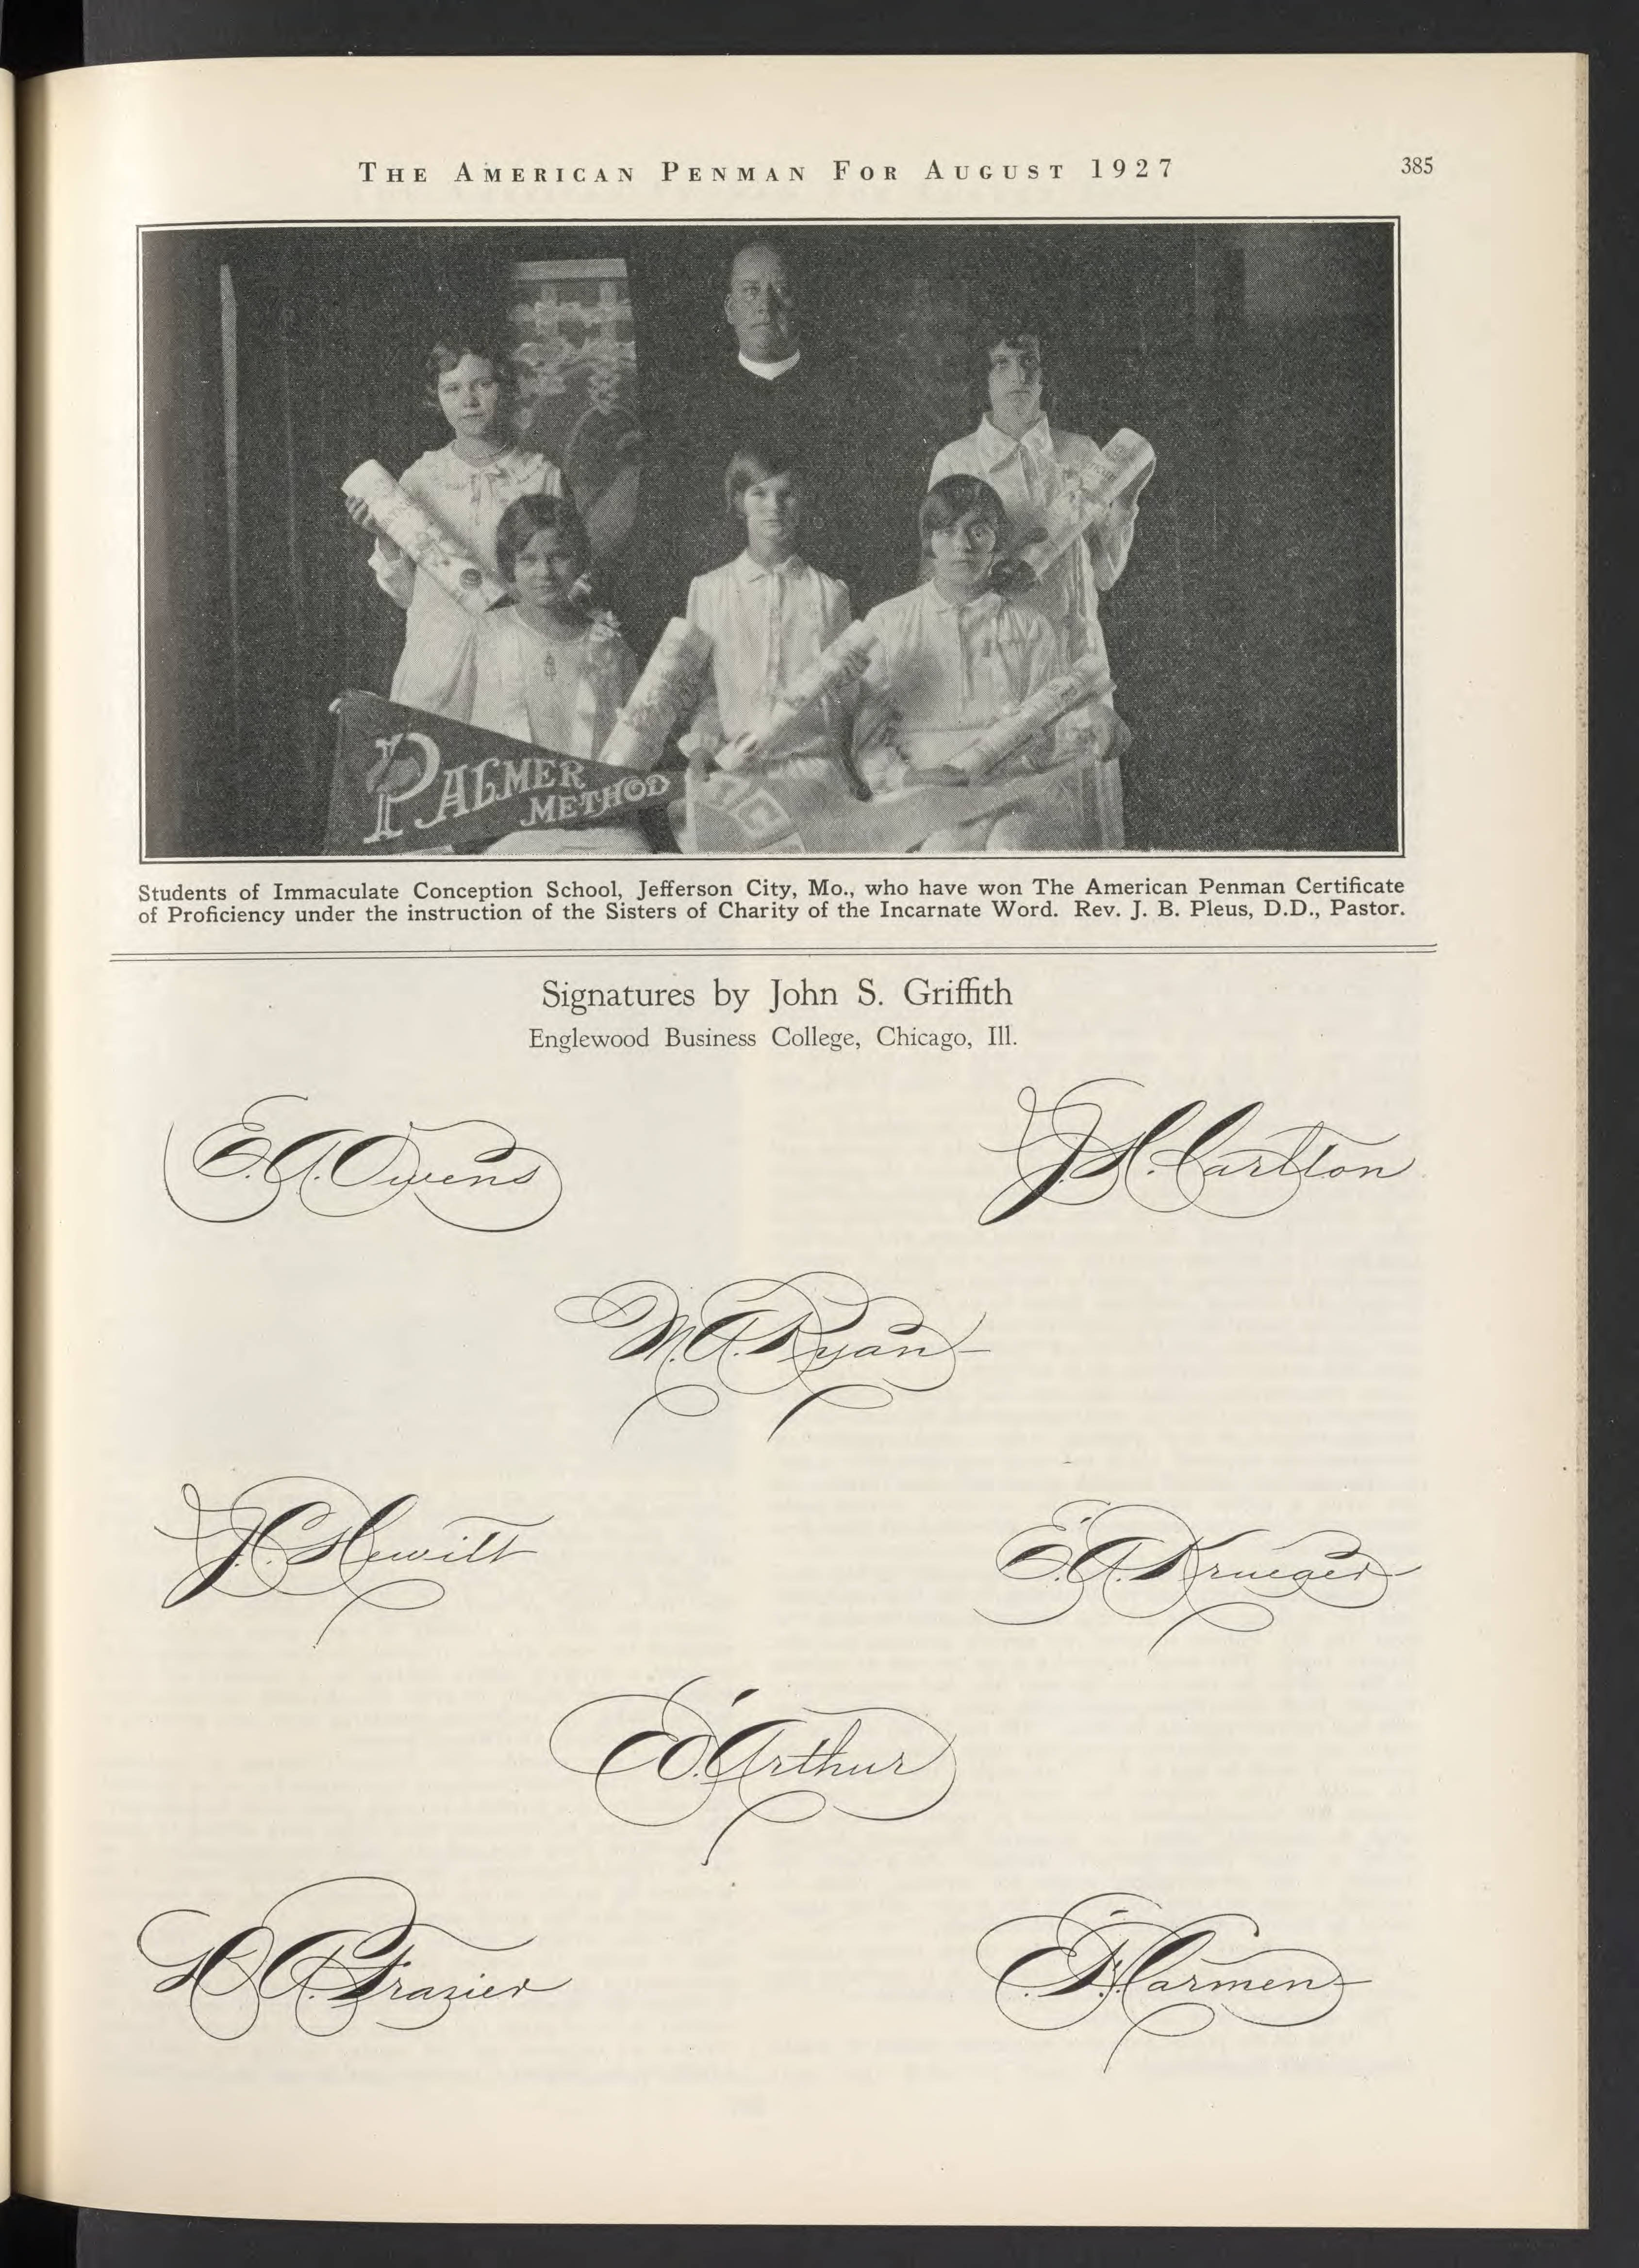 THE AMERICAN PENMAN FOR AUGUST 1927 385
PALMER
METHOD
Students of Immaculate Conception School, Jefferson City, Mo., who have won The American Penman Certificate
of Proficiency under the instruction of the Sisters of Charity of the Incarnate Word. Rev. J. B. Pleus, D.D., Pastor.
Signatures by John S. Griffith
Englewood Business College, Chicago, Ill.
E.A. Owens
J.H. Carlton
M.A. Ryan
J.C. Hewitt
E.A. Krueger
E.O. Arthur
A. Frazier
E.F. Carmen